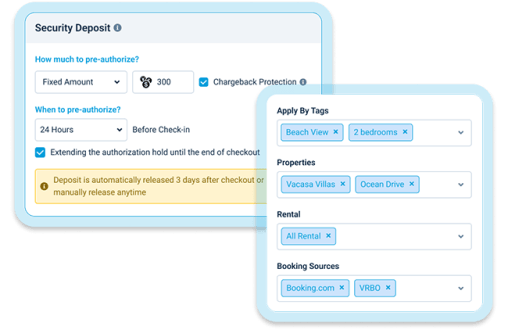 Security Deposit
How much to pre-authorize?
Fixed Amount
300
Chargeback Protection
When to pre-authorize?
24 Hours
Before Check-in
Extending the authorization hold until the end of checkout
Deposit is automatically released 3 days after checkout or
manually release anytime
Apply By Tags
Beach View ×
2 bedrooms ×
Properties
Vacasa Villas ×
Ocean Drive ×
Rental
All Rental ×
Booking Sources
Booking.com ×
VRBO ×